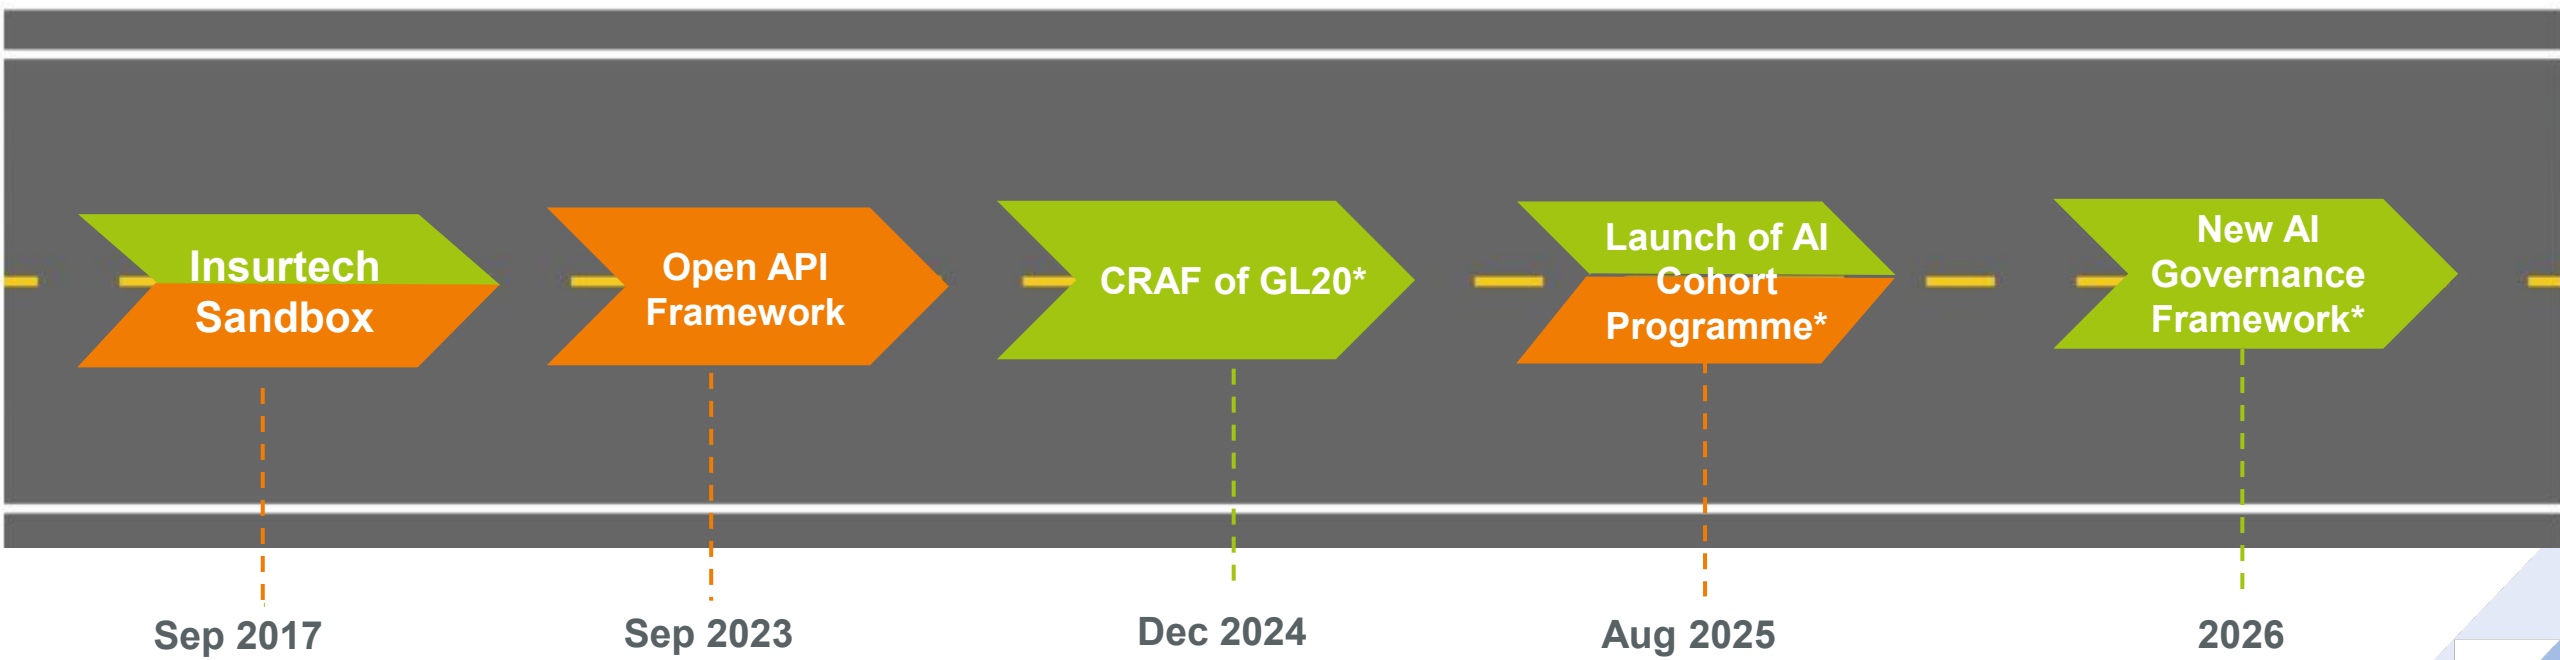 Insurtech
Sandbox
Open API
Framework
CRAF of GL20*
Launch of AI
Cohort
Programme*
New AI
Governance
Framework*
Sep 2017
Sep 2023
Dec 2024
Aug 2025
2026